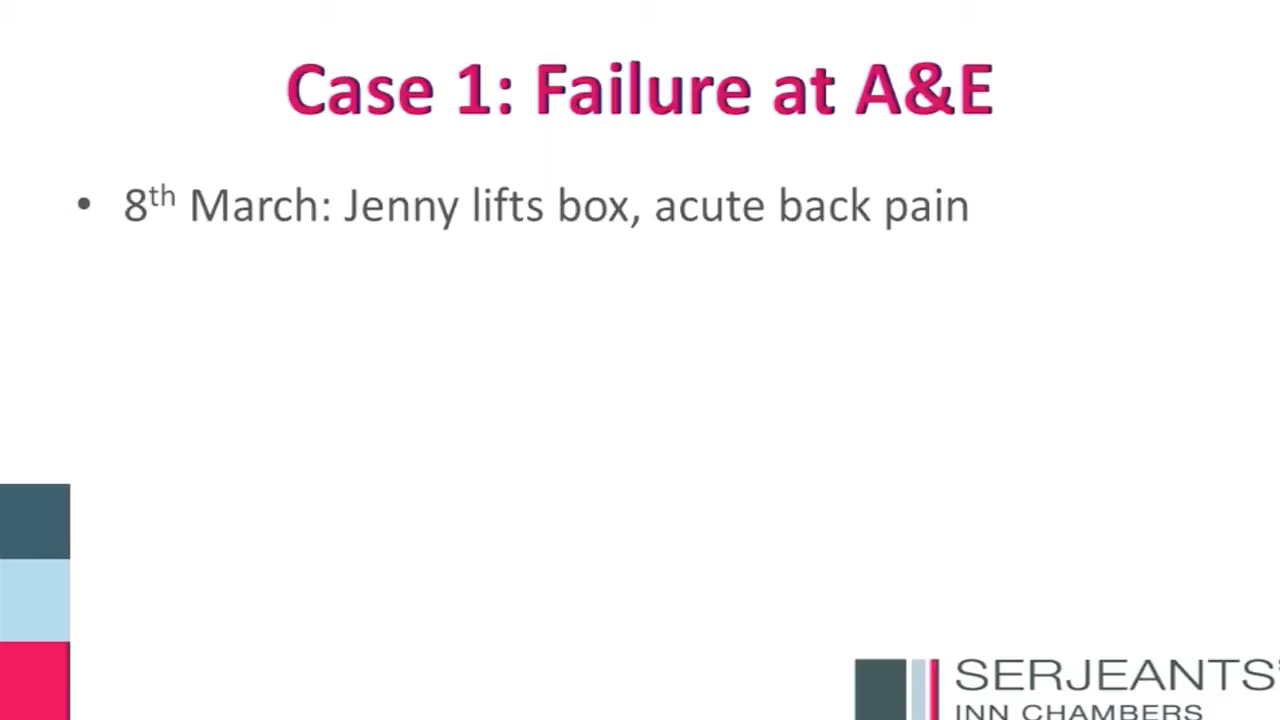 Case 1: Failure at A&E
• 8th March: Jenny lifts box, acute back pain
SERJEANTS'
INN CHAMBERS